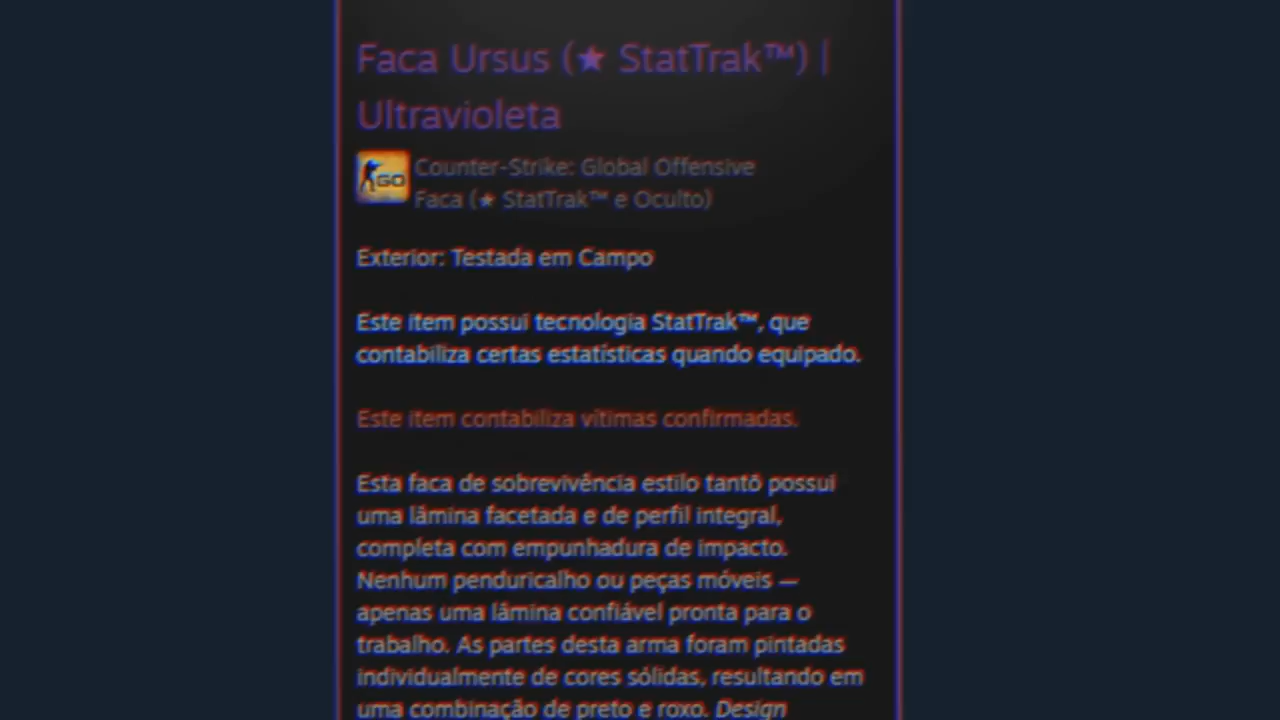 Faca Ursus (★ StatTrak™) |
Ultravioleta
GO
Counter-Strike: Global Offensive
Faca (★ StatTrak™ e Oculto)
Exterior: Testada em Campo
Este item possui tecnologia StatTrak™, que
contabiliza certas estatísticas quando equipado.
Este item contabiliza vítimas confirmadas.
Esta faca de sobrevivência estilo tantō possui
uma lâmina facetada e de perfil integral,
completa com empunhadura de impacto.
Nenhum penduricalho ou peças móveis —
apenas uma lâmina confiável pronta para o
trabalho. As partes desta arma foram pintadas
individualmente de cores sólidas, resultando em
uma combinação de preto e roxo. Design